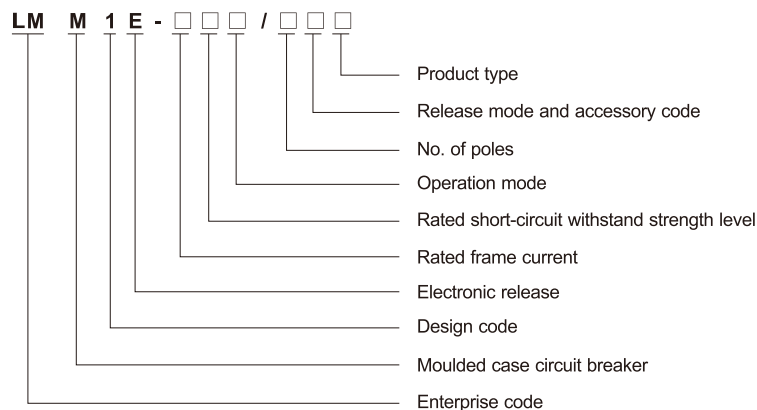 LM M 1 E - □ □ □ / □ □ □
Product type
Release mode and accessory code
No. of poles
Operation mode
Rated short-circuit withstand strength level
Rated frame current
Electronic release
Design code
Moulded case circuit breaker
Enterprise code